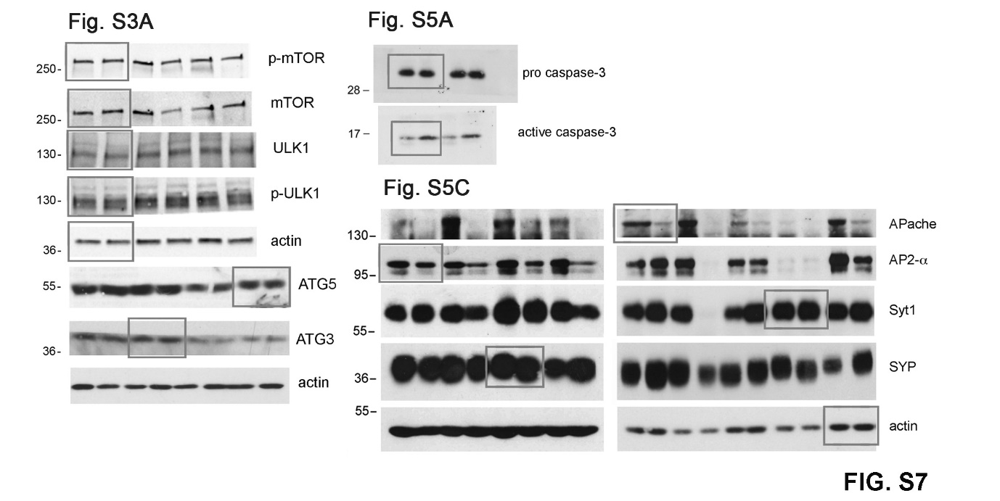 Fig. S3A
p-mTOR
250-
mTOR
250-
ULK1
130-
p-ULK1
130-
actin
36-
55-
ATG5
ATG3
36-
actin
Fig. S5A
pro caspase-3
28 –
17 –
active caspase-3
Fig. S5C
APache
130–
AP2-α
95–
Syt1
55–
SYP
36–
55–
actin
FIG. S7